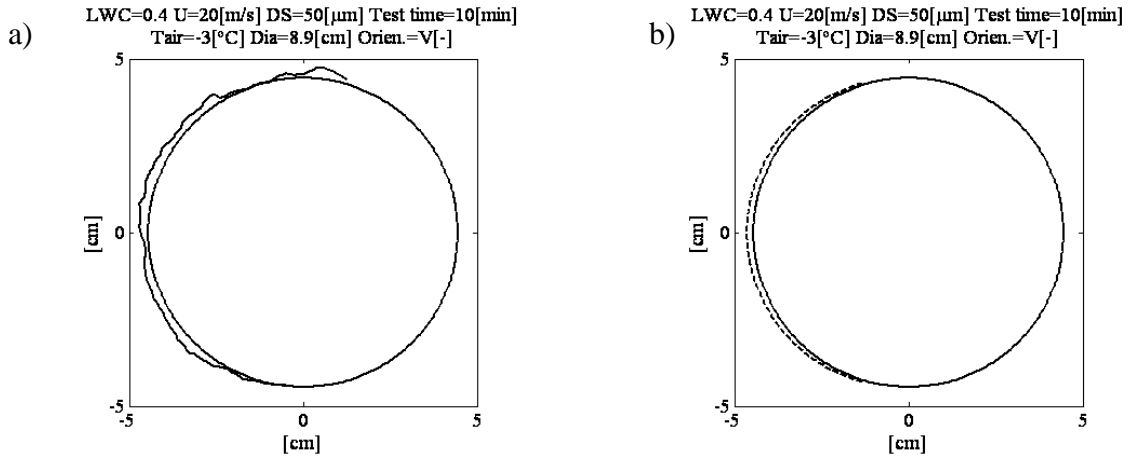 a)
LWC=0.4 U=20[m/s] DS=50[µm] Test time=10[min]
Tair=-3[°C] Dia=8.9[cm] Orien.=V[-]
5
0
-5
[cm]
-5 0 5
[cm]
b)
LWC=0.4 U=20[m/s] DS=50[µm] Test time=10[min]
Tair=-3[°C] Dia=8.9[cm] Orien.=V[-]
5
0
-5
[cm]
-5 0 5
[cm]